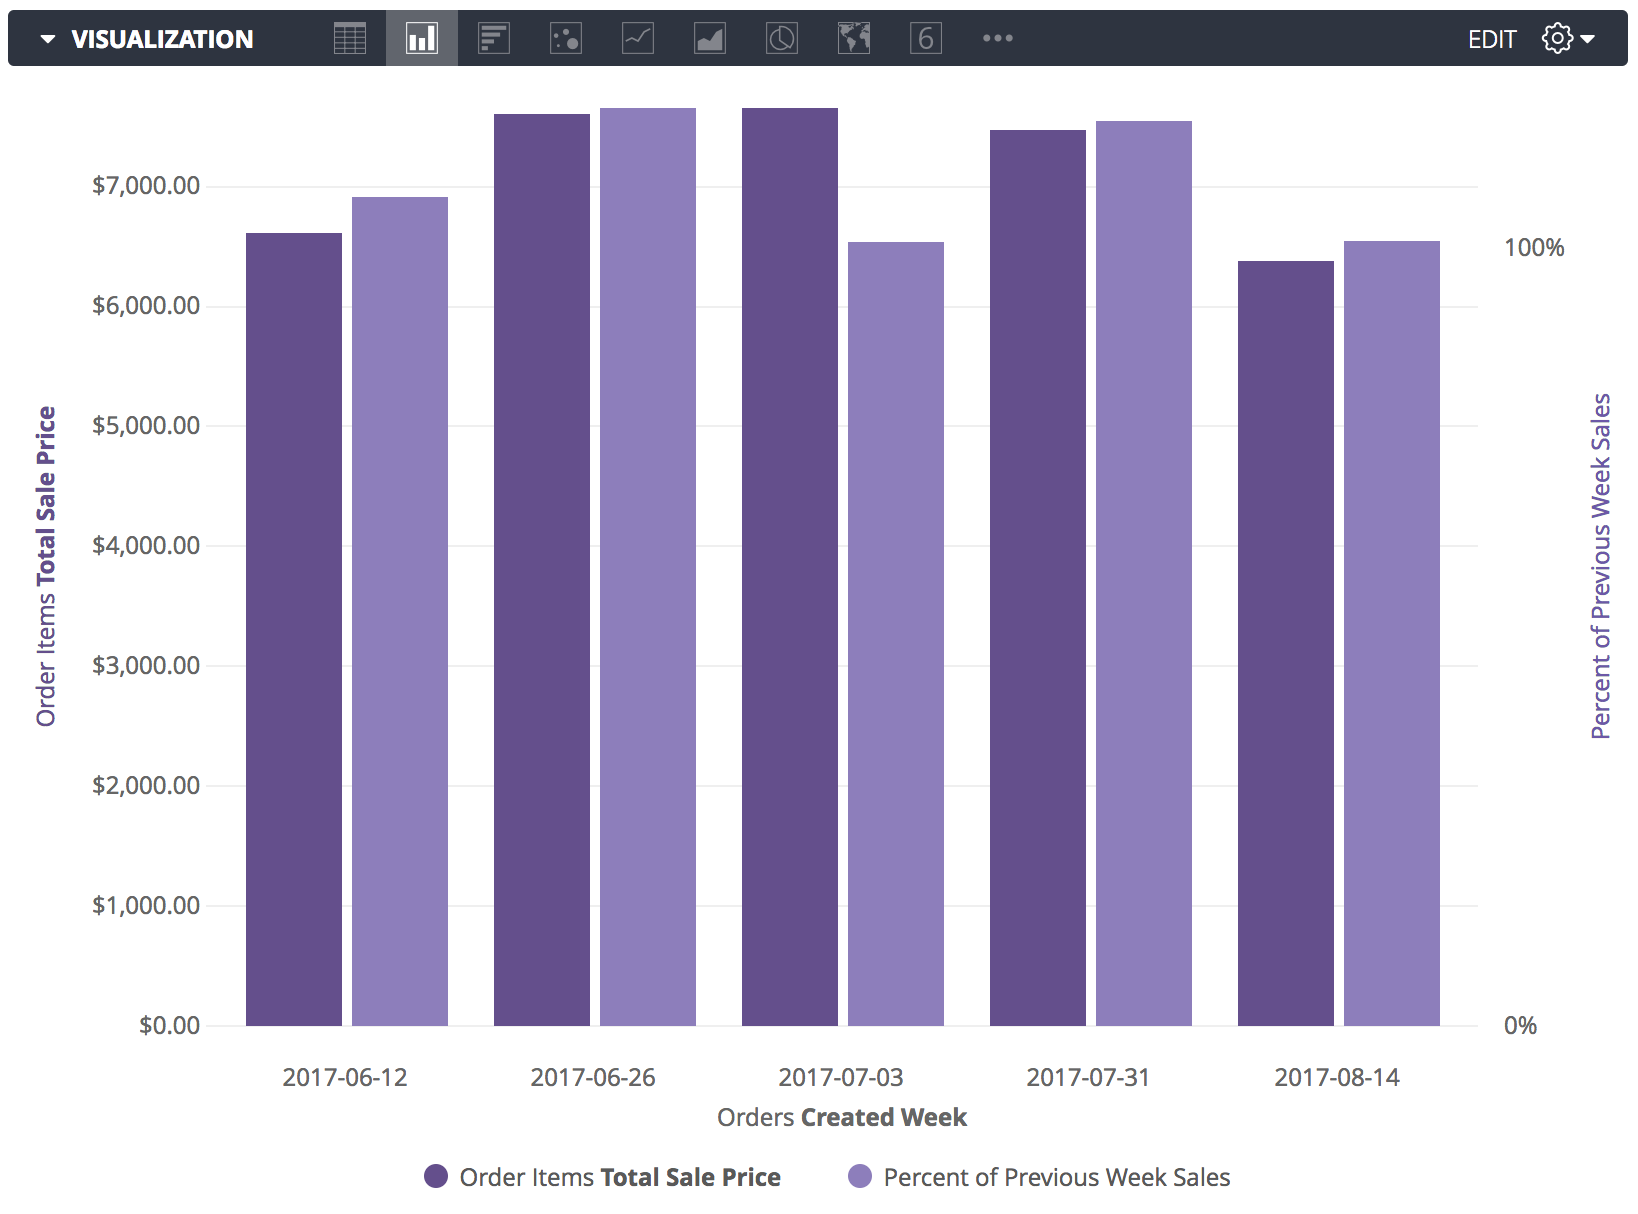 VISUALIZATION 6 EDIT
$7,000.00
$6,000.00
$5,000.00
$4,000.00
$3,000.00
$2,000.00
$1,000.00
$0.00
Order Items Total Sale Price
100%
0%
Percent of Previous Week Sales
2017-06-12 2017-06-26 2017-07-03 2017-07-31 2017-08-14
Orders Created Week
Order Items Total Sale Price Percent of Previous Week Sales